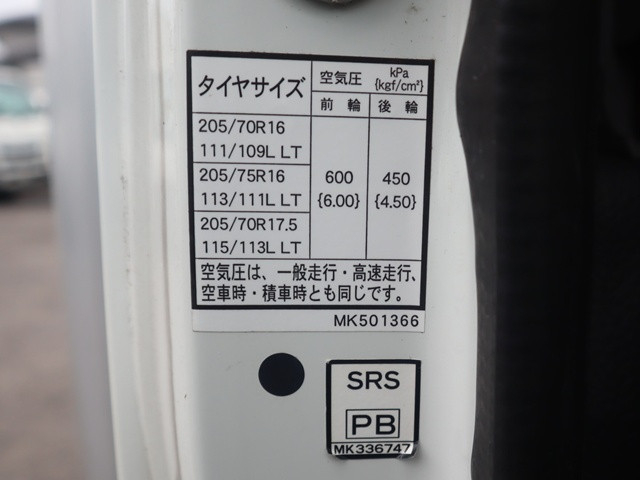 タイヤサイズ
空気圧 kPa {kgf/cm²}
前輪 後輪
205/70R16
111/109L LT
205/75R16
113/111L LT
600 450
{6.00} {4.50}
205/70R17.5
115/113L LT
空気圧は、一般走行・高速走行、
空車時・積車時とも同じです。
MK501366
SRS
PB
MK336747